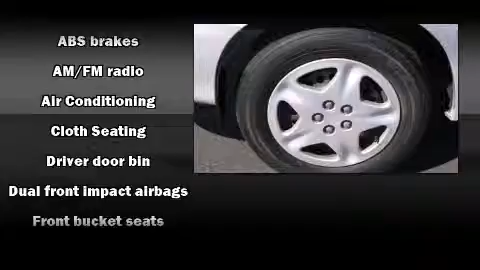 ABS brakes
AM/FM radio
Air Conditioning
Cloth Seating
Driver door bin
Dual front impact airbags
Front bucket seats